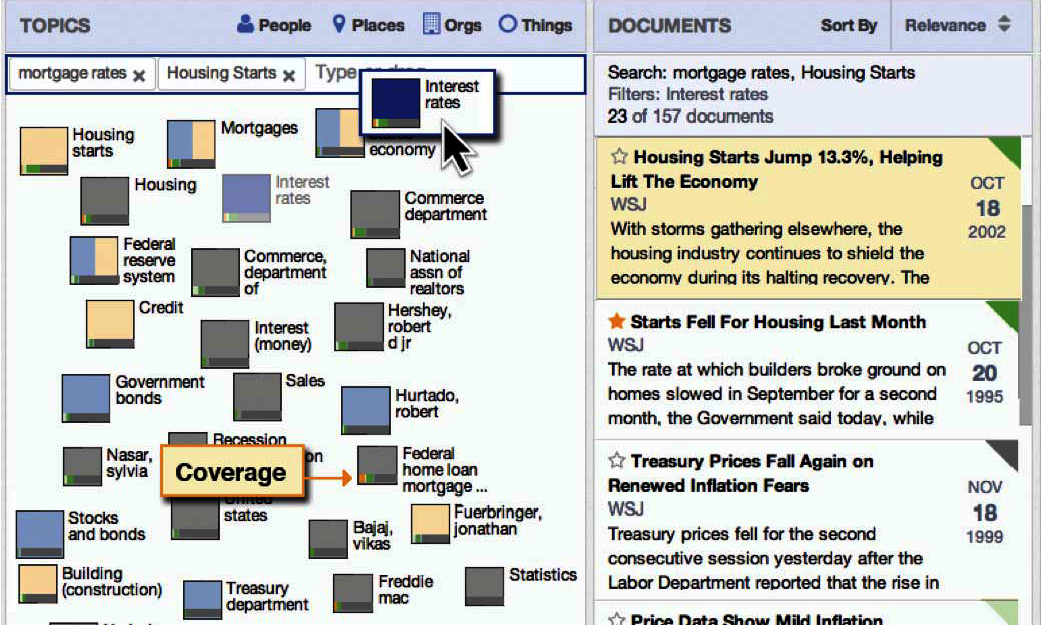 TOPICS
People
Places
Orgs
Things
mortgage rates x
Housing Starts x
Type or drag
Interest
rates
Housing
starts
Mortgages
economy
Housing
Interest
rates
Commerce
department
Federal
reserve
system
Commerce,
department
of
National
assn of
realtors
Credit
Interest
(money)
Hershey,
robert
d jr
Government
bonds
Sales
Hurtado,
robert
Nasar,
sylvia
Recession
Coverage
Federal
home loan
mortgage ...
states
Stocks
and bonds
Bajaj,
vikas
Fuerbringer,
jonathan
Building
(construction)
Treasury
department
Freddie
mac
Statistics
DOCUMENTS
Sort By
Relevance
Search: mortgage rates, Housing Starts
Filters: Interest rates
23 of 157 documents
Housing Starts Jump 13.3%, Helping
Lift The Economy
WSJ
OCT
18
2002
With storms gathering elsewhere, the
housing industry continues to shield the
economy during its halting recovery. The
Starts Fell For Housing Last Month
WSJ
OCT
20
1995
The rate at which builders broke ground on
homes slowed in September for a second
month, the Government said today, while
Treasury Prices Fall Again on
Renewed Inflation Fears
WSJ
NOV
18
1999
Treasury prices fell for the second
consecutive session yesterday after the
Labor Department reported that the rise in
Price Data Show Mild Inflation